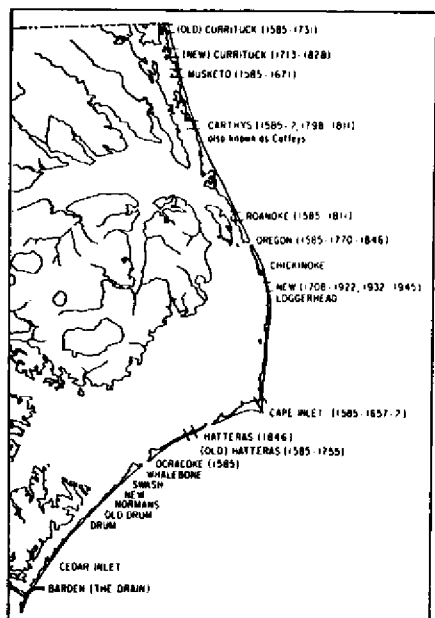 (OLD) CURRITUCK (1585-1731)
(NEW) CURRITUCK (1713-1828)
MUSKETO (1585-1671)
CARTHYS (1585-?, 1798-1811)
also known as Caffeys
ROANOKE (1585-1811)
OREGON (1585-1770-1846)
CHICKINOKE
NEW (1708-1922, 1932-1945)
LOGGERHEAD
CAPE INLET (1585-1657-?)
HATTERAS (1846)
(OLD) HATTERAS (1585-1755)
OCRACOKE (1585)
WHALEBONE
SWASH
NEW
NORMANS
OLD DRUM
DRUM
CEDAR INLET
BARDEN (THE DRAIN)